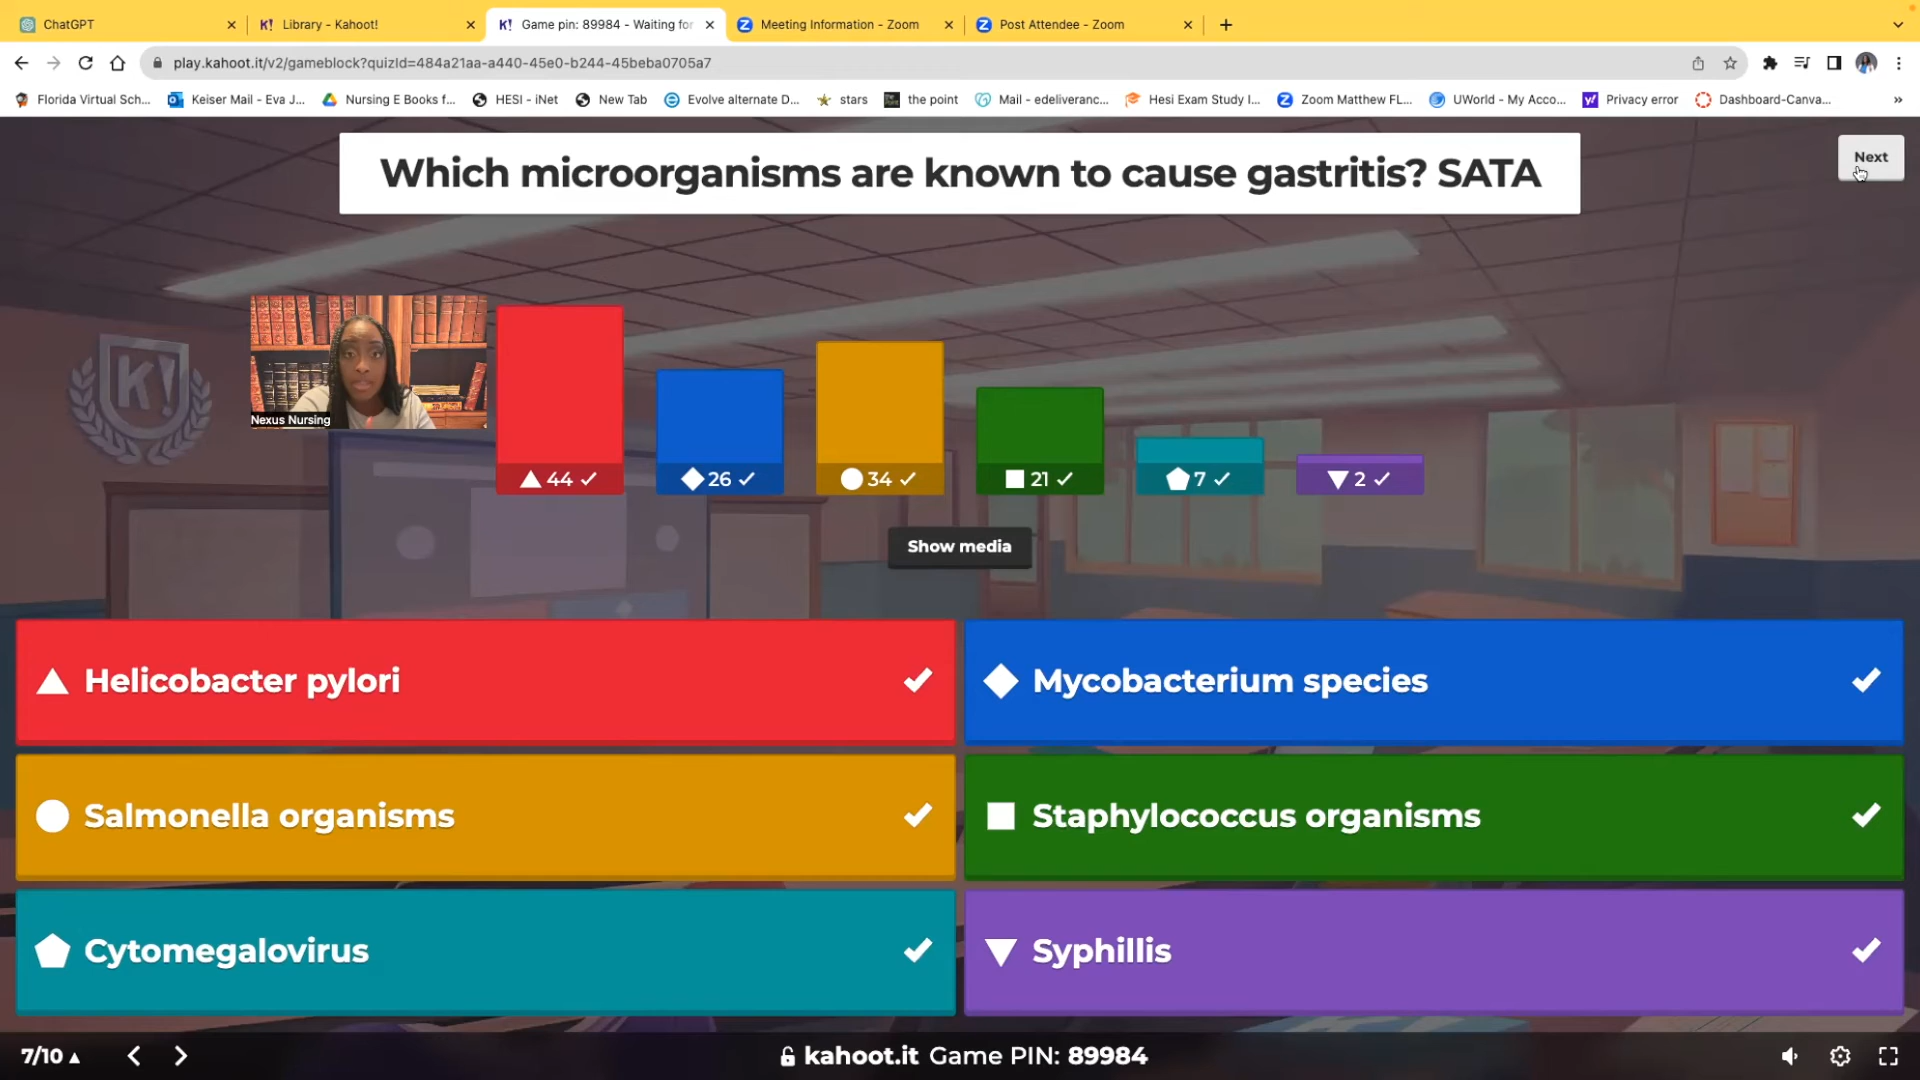 ChatGPT
Library - Kahoot!
Game pin: 89984 - Waiting for
Meeting Information - Zoom
Post Attendee - Zoom
play.kahoot.it/v2/gameblock?quizId=484a21aa-a440-45e0-b244-45beba0705a7
Florida Virtual Sch...
Keiser Mail - Eva J...
Nursing E Books f...
HESI - iNet
New Tab
Evolve alternate D...
stars
the point
Mail - edeliveranc...
Hesi Exam Study I...
Zoom Matthew FL...
UWorld - My Acco...
Privacy error
Dashboard-Canva...
Which microorganisms are known to cause gastritis? SATA
Next
K!
Nexus Nursing
44
26
34
21
7
2
Show media
Helicobacter pylori
Mycobacterium species
Salmonella organisms
Staphylococcus organisms
Cytomegalovirus
Syphillis
7/10
kahoot.it Game PIN: 89984